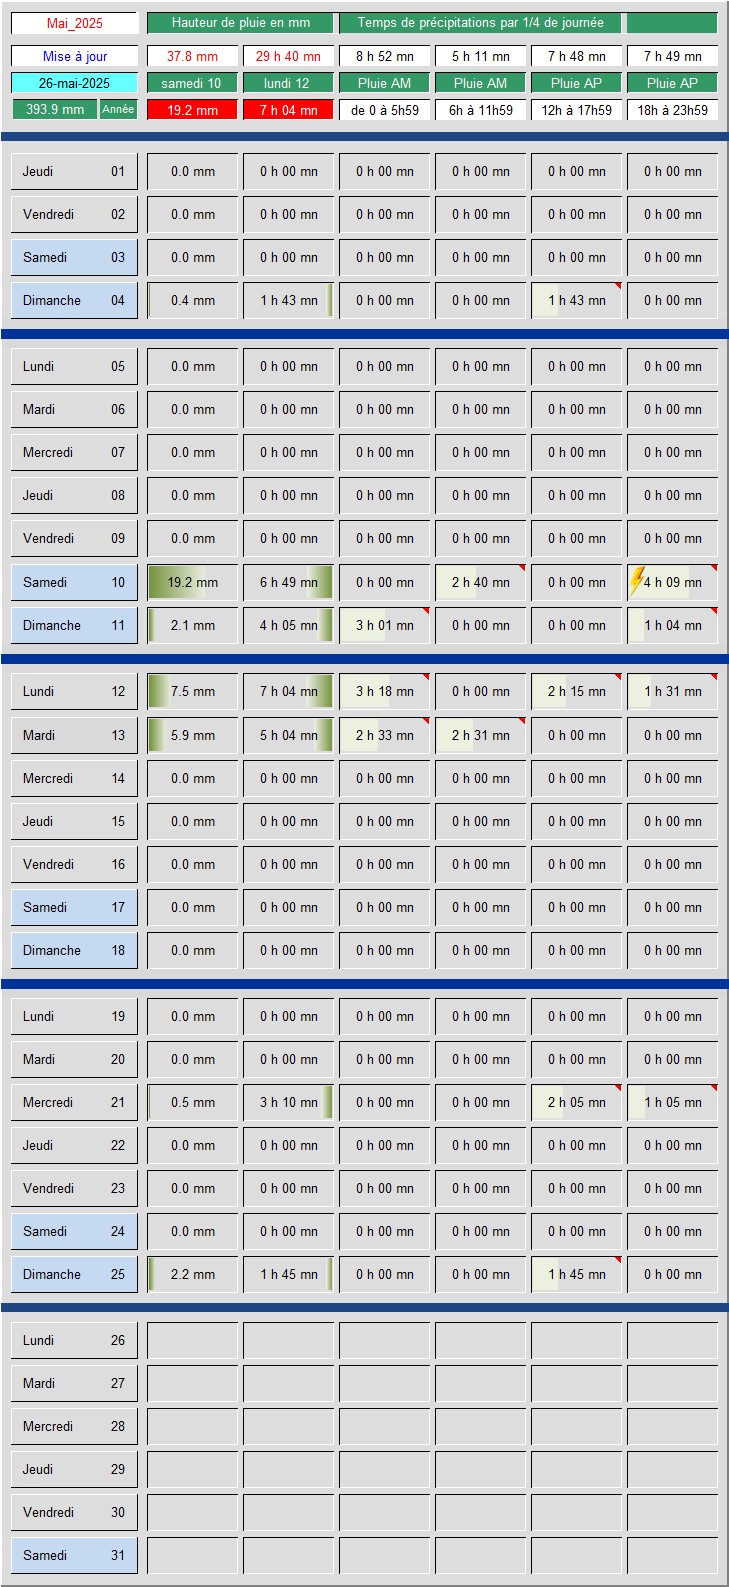 Mai_2025 Hauteur de pluie en mm Temps de précipitations par 1/4 de journée
Mise à jour 37.8 mm 29 h 40 mn 8 h 52 mn 5 h 11 mn 7 h 48 mn 7 h 49 mn
26-mai-2025 samedi 10 lundi 12 Pluie AM Pluie AM Pluie AP Pluie AP
393.9 mm Année 19.2 mm 7 h 04 mn de 0 à 5h59 6h à 11h59 12h à 17h59 18h à 23h59
Jeudi 01 0.0 mm 0 h 00 mn 0 h 00 mn 0 h 00 mn 0 h 00 mn 0 h 00 mn
Vendredi 02 0.0 mm 0 h 00 mn 0 h 00 mn 0 h 00 mn 0 h 00 mn 0 h 00 mn
Samedi 03 0.0 mm 0 h 00 mn 0 h 00 mn 0 h 00 mn 0 h 00 mn 0 h 00 mn
Dimanche 04 0.4 mm 1 h 43 mn 0 h 00 mn 0 h 00 mn 1 h 43 mn 0 h 00 mn
Lundi 05 0.0 mm 0 h 00 mn 0 h 00 mn 0 h 00 mn 0 h 00 mn 0 h 00 mn
Mardi 06 0.0 mm 0 h 00 mn 0 h 00 mn 0 h 00 mn 0 h 00 mn 0 h 00 mn
Mercredi 07 0.0 mm 0 h 00 mn 0 h 00 mn 0 h 00 mn 0 h 00 mn 0 h 00 mn
Jeudi 08 0.0 mm 0 h 00 mn 0 h 00 mn 0 h 00 mn 0 h 00 mn 0 h 00 mn
Vendredi 09 0.0 mm 0 h 00 mn 0 h 00 mn 0 h 00 mn 0 h 00 mn 0 h 00 mn
Samedi 10 19.2 mm 6 h 49 mn 0 h 00 mn 2 h 40 mn 0 h 00 mn 4 h 09 mn
Dimanche 11 2.1 mm 4 h 05 mn 3 h 01 mn 0 h 00 mn 0 h 00 mn 1 h 04 mn
Lundi 12 7.5 mm 7 h 04 mn 3 h 18 mn 0 h 00 mn 2 h 15 mn 1 h 31 mn
Mardi 13 5.9 mm 5 h 04 mn 2 h 33 mn 2 h 31 mn 0 h 00 mn 0 h 00 mn
Mercredi 14 0.0 mm 0 h 00 mn 0 h 00 mn 0 h 00 mn 0 h 00 mn 0 h 00 mn
Jeudi 15 0.0 mm 0 h 00 mn 0 h 00 mn 0 h 00 mn 0 h 00 mn 0 h 00 mn
Vendredi 16 0.0 mm 0 h 00 mn 0 h 00 mn 0 h 00 mn 0 h 00 mn 0 h 00 mn
Samedi 17 0.0 mm 0 h 00 mn 0 h 00 mn 0 h 00 mn 0 h 00 mn 0 h 00 mn
Dimanche 18 0.0 mm 0 h 00 mn 0 h 00 mn 0 h 00 mn 0 h 00 mn 0 h 00 mn
Lundi 19 0.0 mm 0 h 00 mn 0 h 00 mn 0 h 00 mn 0 h 00 mn 0 h 00 mn
Mardi 20 0.0 mm 0 h 00 mn 0 h 00 mn 0 h 00 mn 0 h 00 mn 0 h 00 mn
Mercredi 21 0.5 mm 3 h 10 mn 0 h 00 mn 0 h 00 mn 2 h 05 mn 1 h 05 mn
Jeudi 22 0.0 mm 0 h 00 mn 0 h 00 mn 0 h 00 mn 0 h 00 mn 0 h 00 mn
Vendredi 23 0.0 mm 0 h 00 mn 0 h 00 mn 0 h 00 mn 0 h 00 mn 0 h 00 mn
Samedi 24 0.0 mm 0 h 00 mn 0 h 00 mn 0 h 00 mn 0 h 00 mn 0 h 00 mn
Dimanche 25 2.2 mm 1 h 45 mn 0 h 00 mn 0 h 00 mn 1 h 45 mn 0 h 00 mn
Lundi 26
Mardi 27
Mercredi 28
Jeudi 29
Vendredi 30
Samedi 31